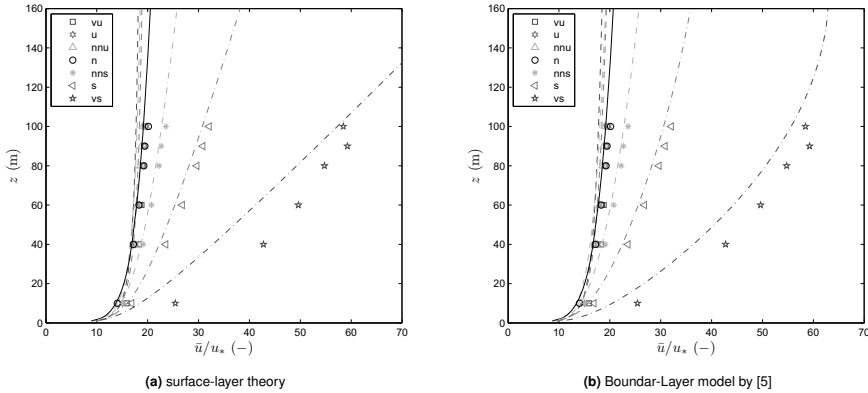 160
140
120
100
80
60
40
20
0
z (m)
vu
u
nnu
n
nns
s
vs
0 10 20 30 40 50 60 70
ū/u* (−)
(a) surface-layer theory
160
140
120
100
80
60
40
20
0
z (m)
vu
u
nnu
n
nns
s
vs
0 10 20 30 40 50 60 70
ū/u* (−)
(b) Boundar-Layer model by [5]